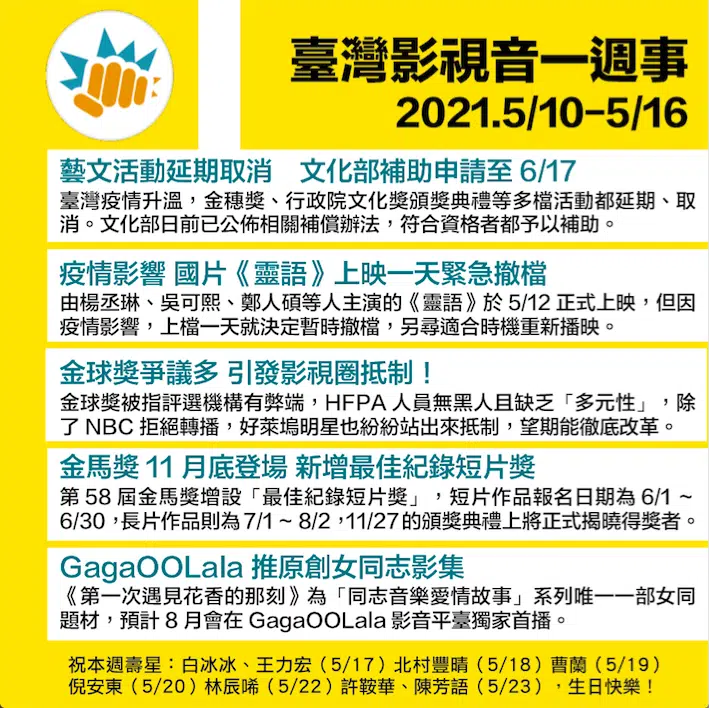 臺灣影視音一週事
2021.5/10-5/16
藝文活動延期取消 文化部補助申請至 6/17
臺灣疫情升溫，金穗獎、行政院文化獎頒獎典禮等多檔活動都延期、取
消。文化部日前已公佈相關補償辦法，符合資格者都予以補助。
疫情影響 國片《靈語》上映一天緊急撤檔
由楊丞琳、吳可熙、鄭人碩等人主演的《靈語》於 5/12 正式上映，但因
疫情影響，上檔一天就決定暫時撤檔，另尋適合時機重新播映。
金球獎爭議多 引發影視圈抵制！
金球獎被指評選機構有弊端，HFPA 人員無黑人且缺乏「多元性」，除
了 NBC 拒絕轉播，好萊塢明星也紛紛站出來抵制，望期能徹底改革。
金馬獎 11 月底登場 新增最佳紀錄短片獎
第 58 屆金馬獎增設「最佳紀錄短片獎」，短片作品報名日期為 6/1 ~
6/30，長片作品則為 7/1 ~ 8/2，11/27 的頒獎典禮上將正式揭曉得獎者。
GagaOOLala 推原創女同志影集
《第一次遇見花香的那刻》為「同志音樂愛情故事」系列唯一一部女同
題材，預計 8 月會在 GagaOOLala 影音平臺獨家首播。
祝本週壽星：白冰冰、王力宏（5/17）北村豐晴（5/18）曹蘭（5/19）
倪安東（5/20）林辰唏（5/22）許鞍華、陳芳語（5/23），生日快樂！